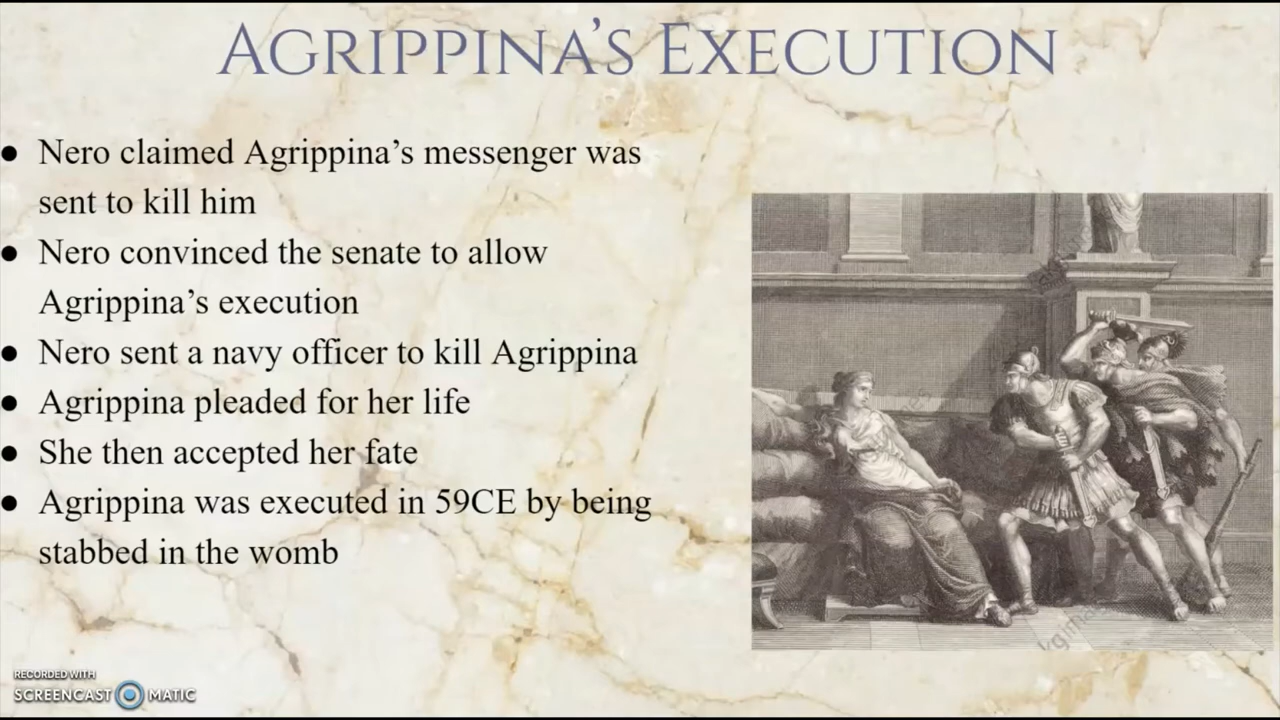 AGRIPPINA'S EXECUTION
● Nero claimed Agrippina's messenger was
sent to kill him
● Nero convinced the senate to allow
Agrippina's execution
● Nero sent a navy officer to kill Agrippina
● Agrippina pleaded for her life
● She then accepted her fate
● Agrippina was executed in 59CE by being
stabbed in the womb
RECORDED WITH
SCREENCAST MATIC